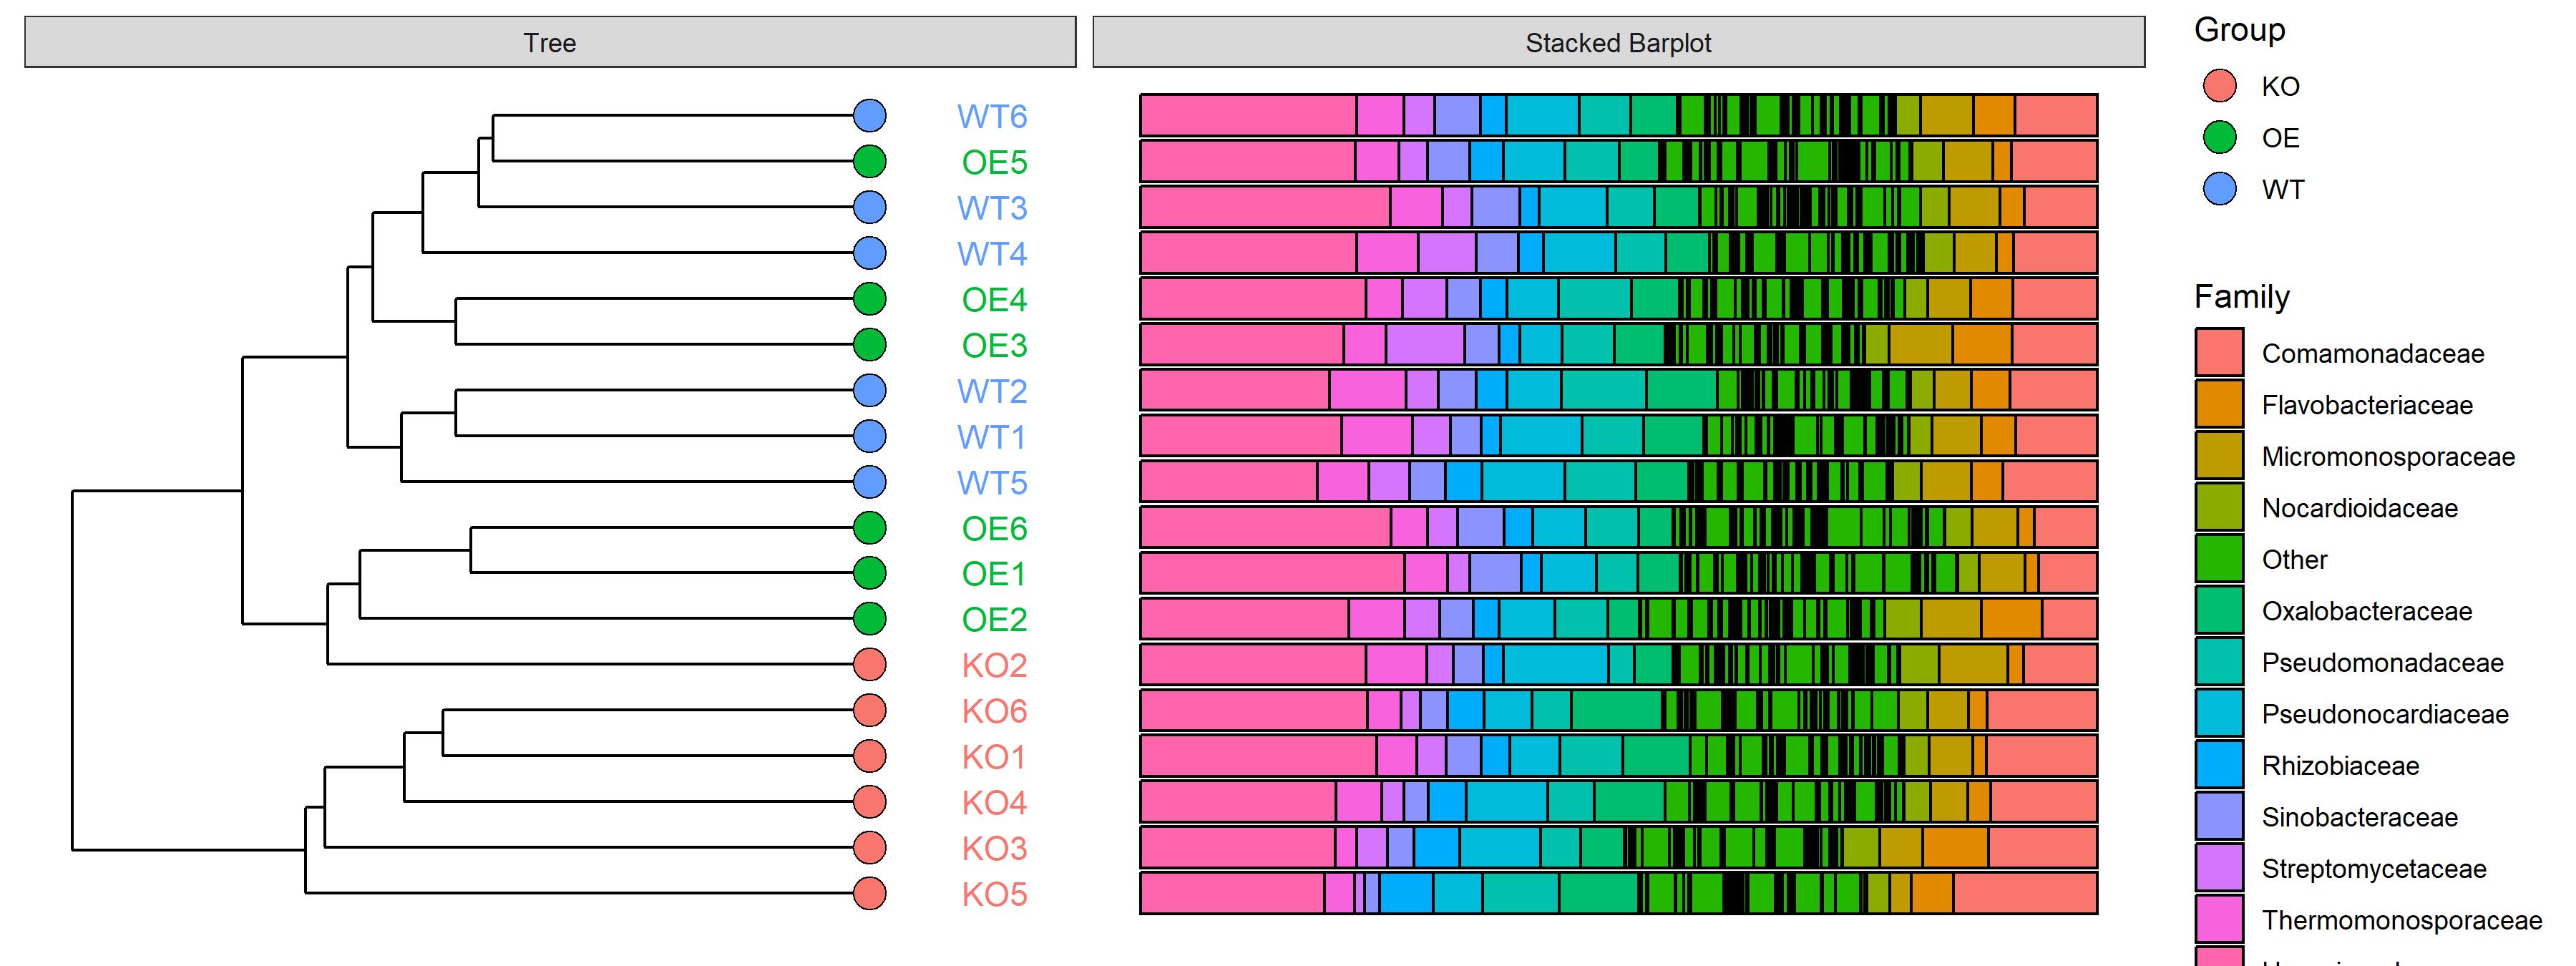 Tree
Stacked Barplot
WT6
OE5
WT3
WT4
OE4
OE3
WT2
WT1
WT5
OE6
OE1
OE2
KO2
KO6
KO1
KO4
KO3
KO5
Group
KO
OE
WT
Family
Comamonadaceae
Flavobacteriaceae
Micromonosporaceae
Nocardioidaceae
Other
Oxalobacteraceae
Pseudomonadaceae
Pseudonocardiaceae
Rhizobiaceae
Sinobacteraceae
Streptomycetaceae
Thermomonosporaceae